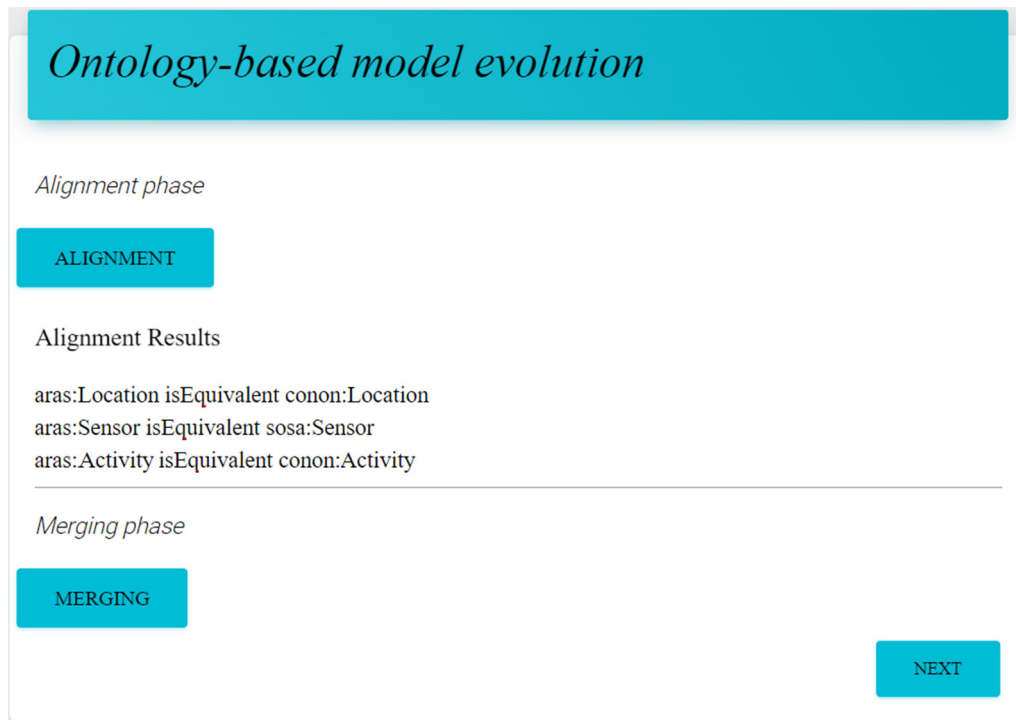 Ontology-based model evolution
Alignment phase
ALIGNMENT
Alignment Results
aras:Location isEquivalent conon:Location
aras:Sensor isEquivalent sosa:Sensor
aras:Activity isEquivalent conon:Activity
Merging phase
MERGING
NEXT